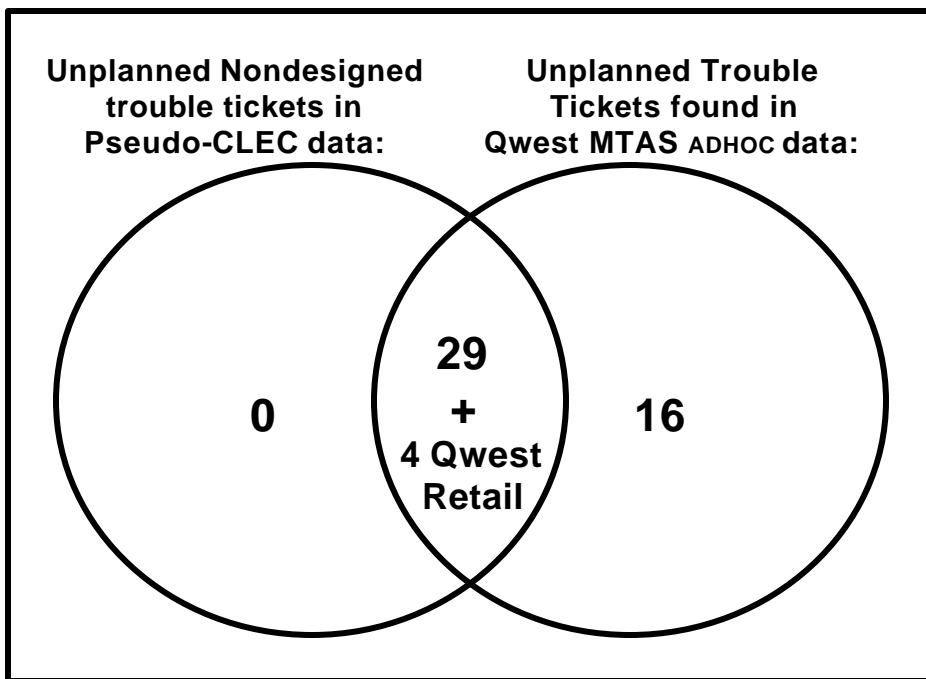 Unplanned Nondesigned
trouble tickets in
Pseudo-CLEC data:
Unplanned Trouble
Tickets found in
Qwest MTAS ADHOC data:
0
29
+
4 Qwest
Retail
16